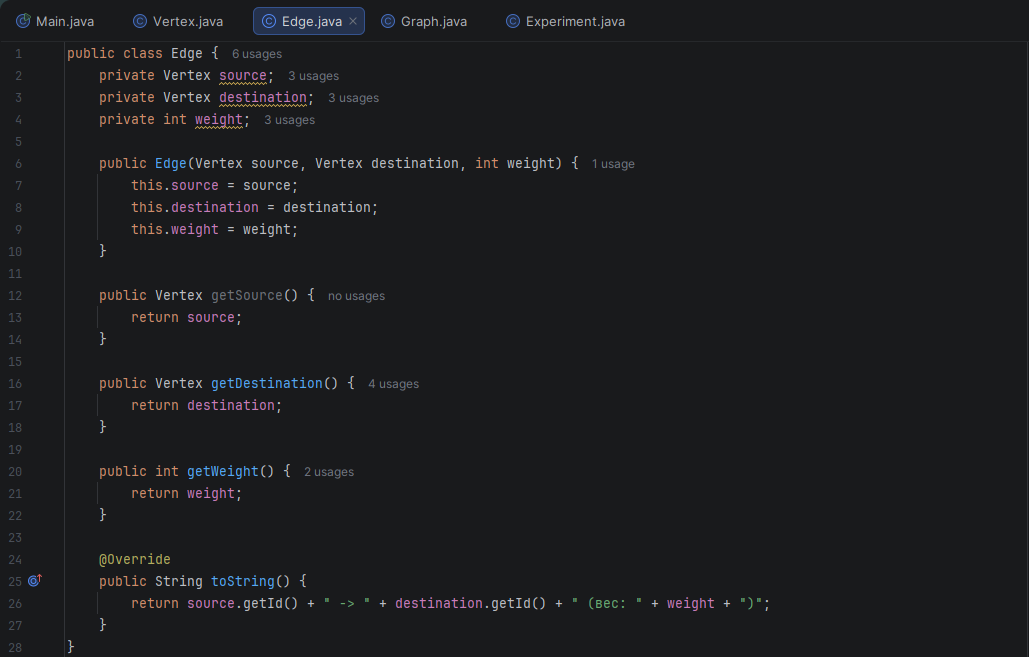 Main.java Vertex.java Edge.java Graph.java Experiment.java
1 public class Edge { 6 usages
2 private Vertex source; 3 usages
3 private Vertex destination; 3 usages
4 private int weight; 3 usages
5
6 public Edge(Vertex source, Vertex destination, int weight) { 1 usage
7 this.source = source;
8 this.destination = destination;
9 this.weight = weight;
10 }
11
12 public Vertex getSource() { no usages
13 return source;
14 }
15
16 public Vertex getDestination() { 4 usages
17 return destination;
18 }
19
20 public int getWeight() { 2 usages
21 return weight;
22 }
23
24 @Override
25 public String toString() {
26 return source.getId() + " -> " + destination.getId() + " (вес: " + weight + ")";
27 }
28 }